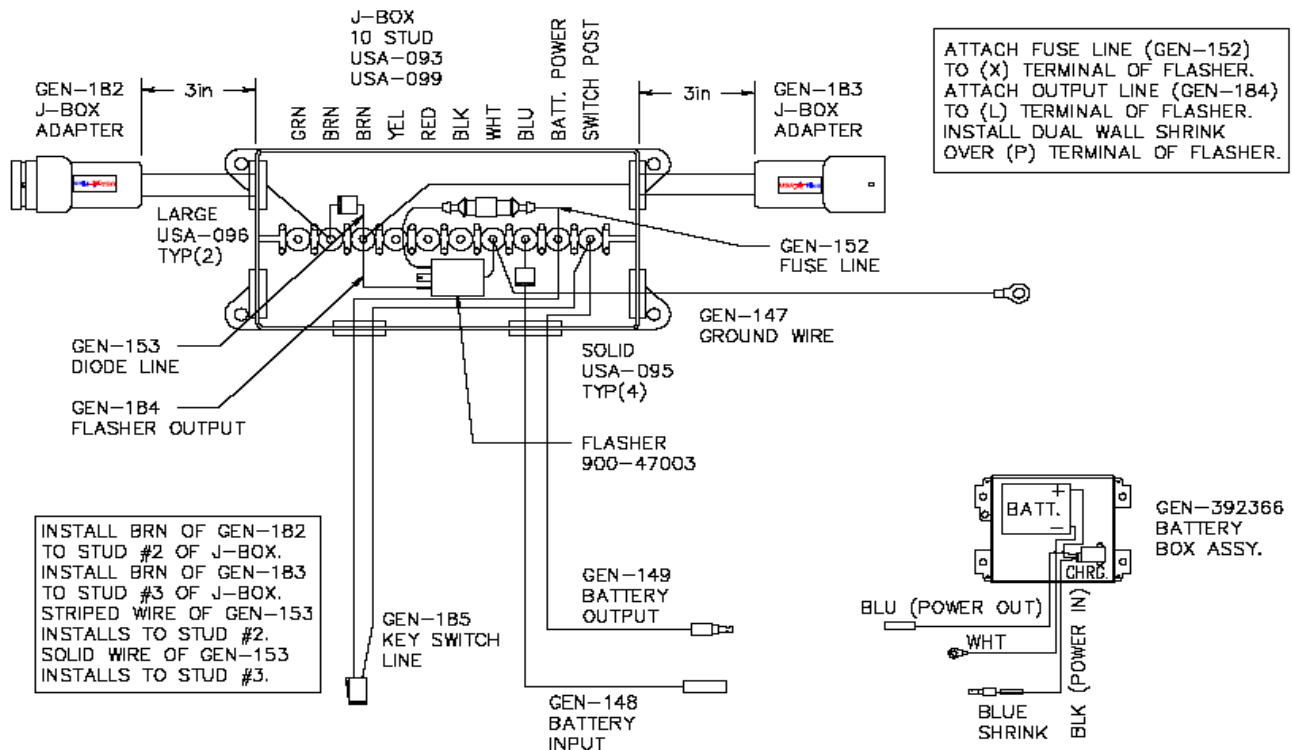 J-BOX
10 STUD
USA-093
USA-099
GEN-182
J-BOX
ADAPTER
3in
GRN
BRN
BRN
YEL
RED
BLK
WHT
BLU
BATT. POWER
SWITCH POST
3in
GEN-183
J-BOX
ADAPTER
ATTACH FUSE LINE (GEN-152)
TO (X) TERMINAL OF FLASHER.
ATTACH OUTPUT LINE (GEN-184)
TO (L) TERMINAL OF FLASHER.
INSTALL DUAL WALL SHRINK
OVER (P) TERMINAL OF FLASHER.
LARGE
USA-096
TYP(2)
GEN-152
FUSE LINE
GEN-147
GROUND WIRE
GEN-153
DIODE LINE
SOLID
USA-095
TYP(4)
GEN-184
FLASHER OUTPUT
FLASHER
900-47003
INSTALL BRN OF GEN-182
TO STUD #2 OF J-BOX.
INSTALL BRN OF GEN-183
TO STUD #3 OF J-BOX.
STRIPED WIRE OF GEN-153
INSTALLS TO STUD #2.
SOLID WIRE OF GEN-153
INSTALLS TO STUD #3.
GEN-185
KEY SWITCH
LINE
GEN-149
BATTERY
OUTPUT
GEN-148
BATTERY
INPUT
BATT.
+
-
CHRG.
GEN-392366
BATTERY
BOX ASSY.
BLU (POWER OUT)
WHT
BLUE
SHRINK
BLK (POWER IN)